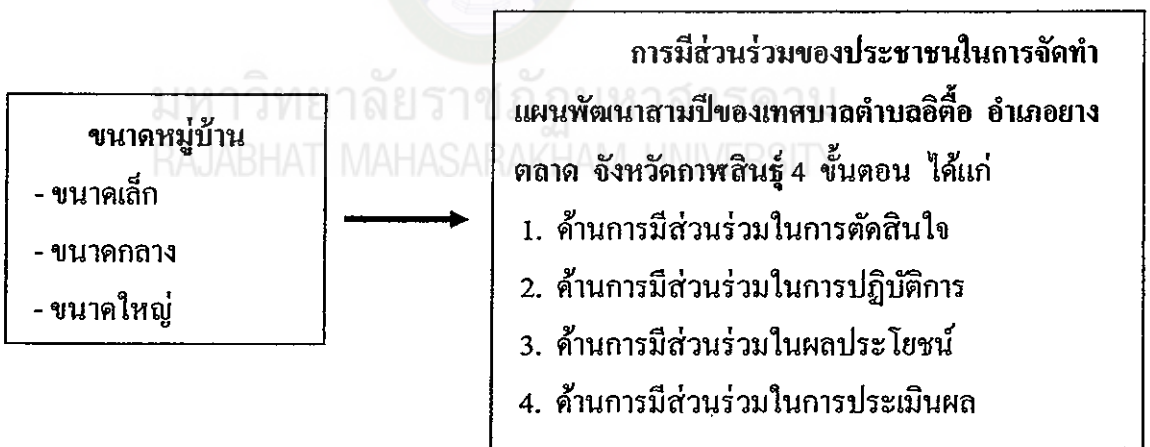 มหาวิทยาลัยราชภัฏมหาสารคาม
RAJABHAT MAHASARAKHAM UNIVERSITY
ขนาดหมู่บ้าน
- ขนาดเล็ก
- ขนาดกลาง
- ขนาดใหญ่
การมีส่วนร่วมของประชาชนในการจัดทำ
แผนพัฒนาสามปีของเทศบาลตำบลอิตื้อ อำเภอยาง
ตลาด จังหวัดกาฬสินธุ์ 4 ขั้นตอน ได้แก่
1. ด้านการมีส่วนร่วมในการตัดสินใจ
2. ด้านการมีส่วนร่วมในการปฏิบัติการ
3. ด้านการมีส่วนร่วมในผลประโยชน์
4. ด้านการมีส่วนร่วมในการประเมินผล